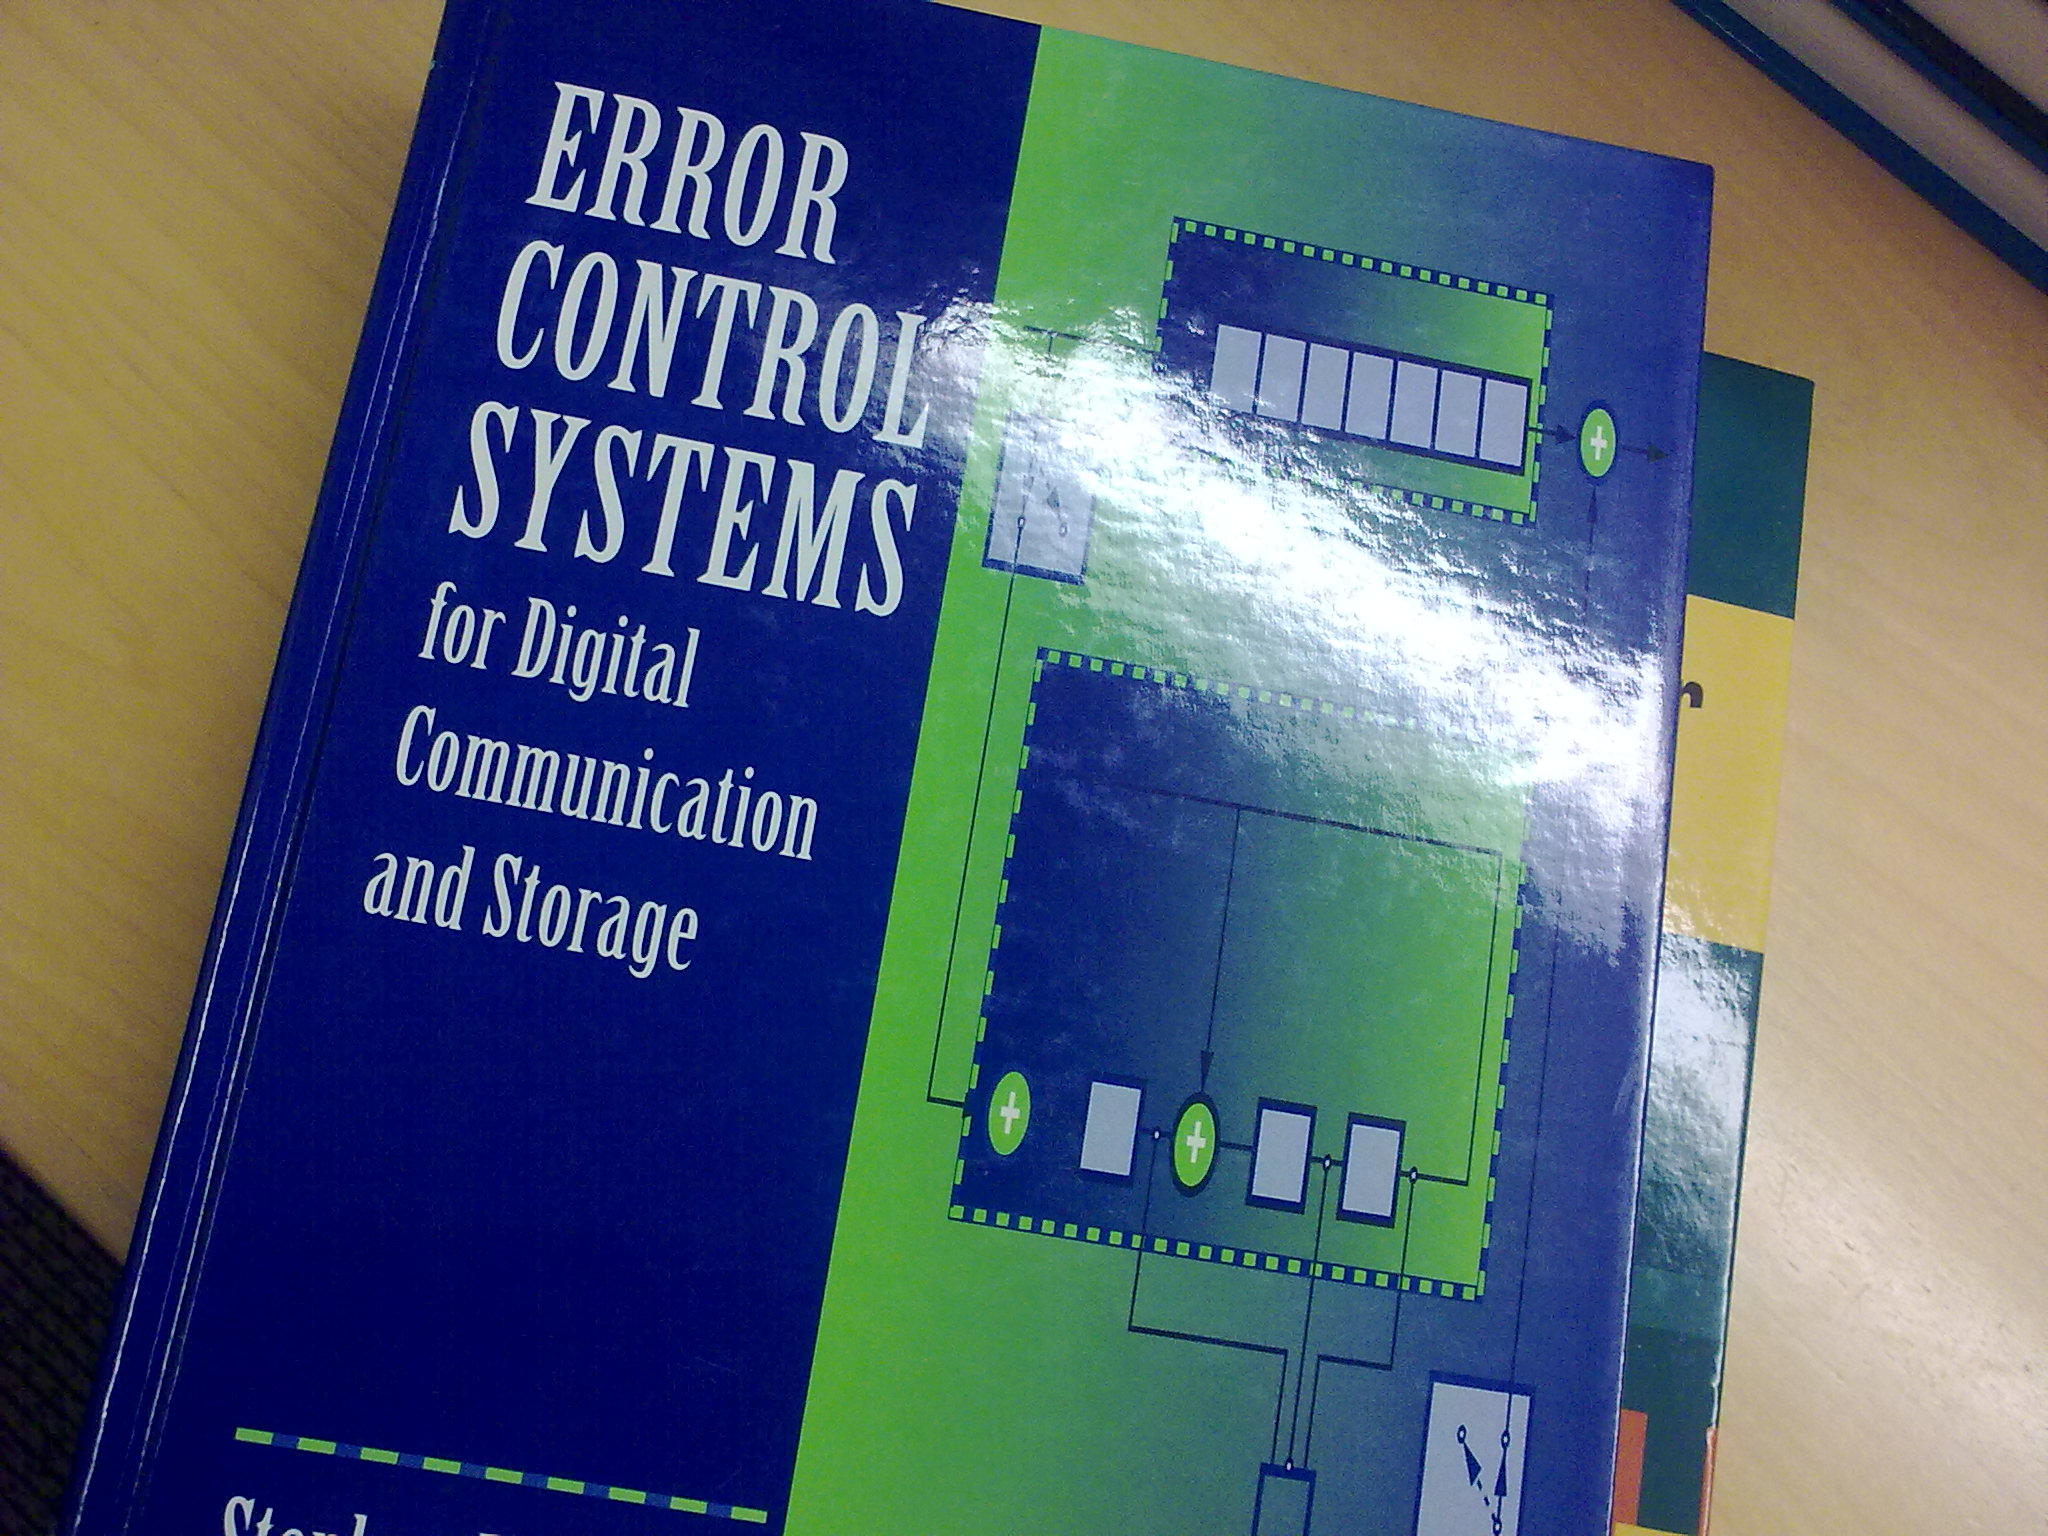 ERROR
CONTROL
SYSTEMS
for Digital
Communication
and Storage